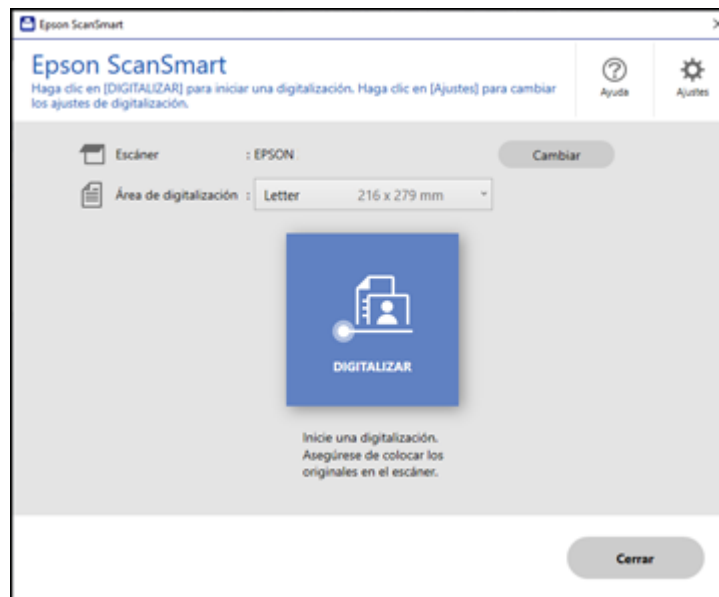 Epson ScanSmart
Epson ScanSmart
Haga clic en [DIGITALIZAR] para iniciar una digitalización. Haga clic en [Ajustes] para cambiar
los ajustes de digitalización.
Ayuda
Ajustes
Escáner : EPSON
Cambiar
Área de digitalización : Letter 216 x 279 mm
DIGITALIZAR
Inicie una digitalización.
Asegúrese de colocar los
originales en el escáner.
Cerrar